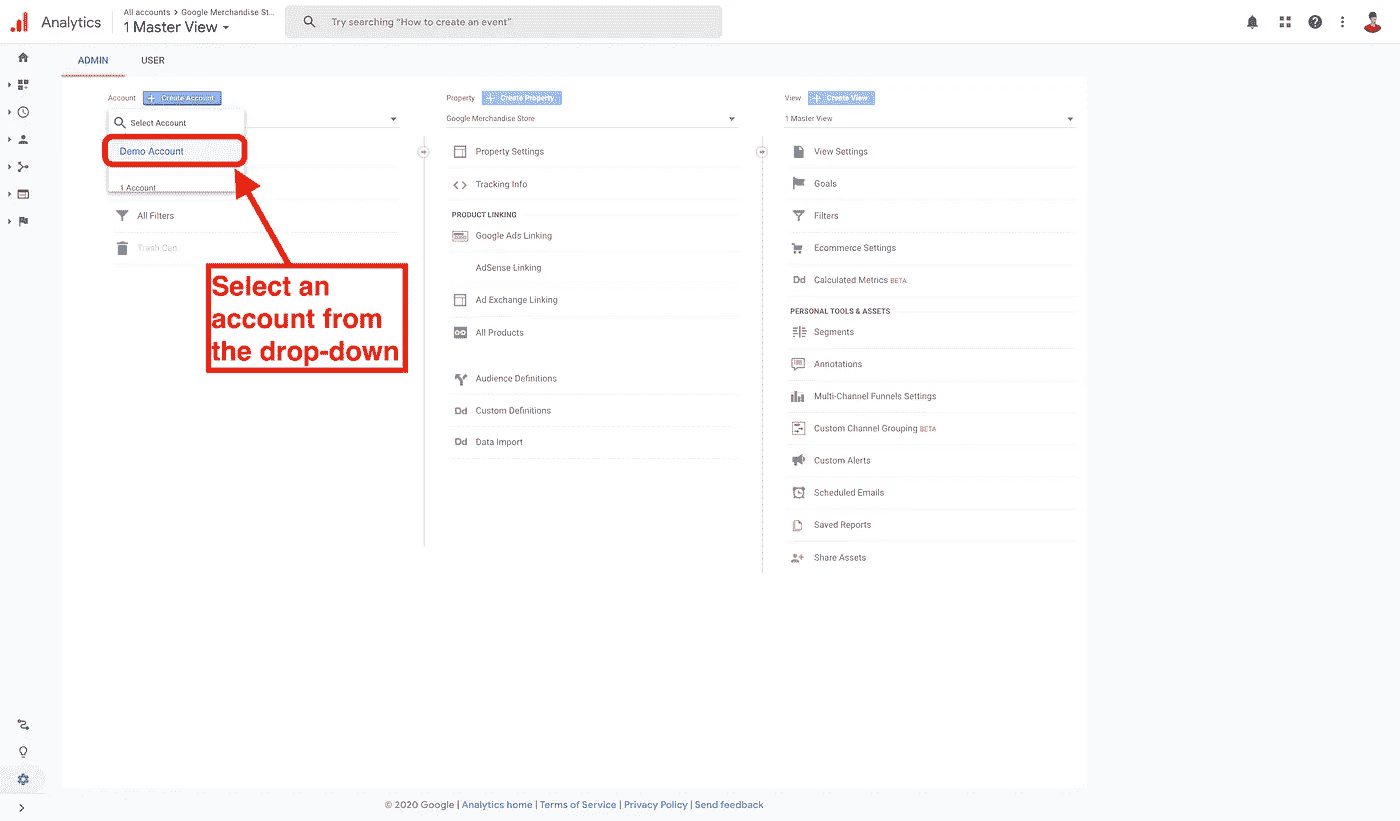 Analytics
All accounts > Google Merchandise St...
1 Master View
Try searching "How to create an event"
ADMIN
USER
Account
+ Create Account
Select Account
Demo Account
1 Account
All Filters
Trash Can
Select an
account from
the drop-down
Property
+ Create Property
Google Merchandise Store
Property Settings
Tracking Info
PRODUCT LINKING
Google Ads Linking
AdSense Linking
Ad Exchange Linking
All Products
Audience Definitions
Dd Custom Definitions
Dd Data Import
View
+ Create View
1 Master View
View Settings
Goals
Filters
Ecommerce Settings
Dd Calculated Metrics BETA
PERSONAL TOOLS & ASSETS
Segments
Annotations
Multi-Channel Funnels Settings
Custom Channel Grouping BETA
Custom Alerts
Scheduled Emails
Saved Reports
Share Assets
© 2020 Google | Analytics home | Terms of Service | Privacy Policy | Send feedback